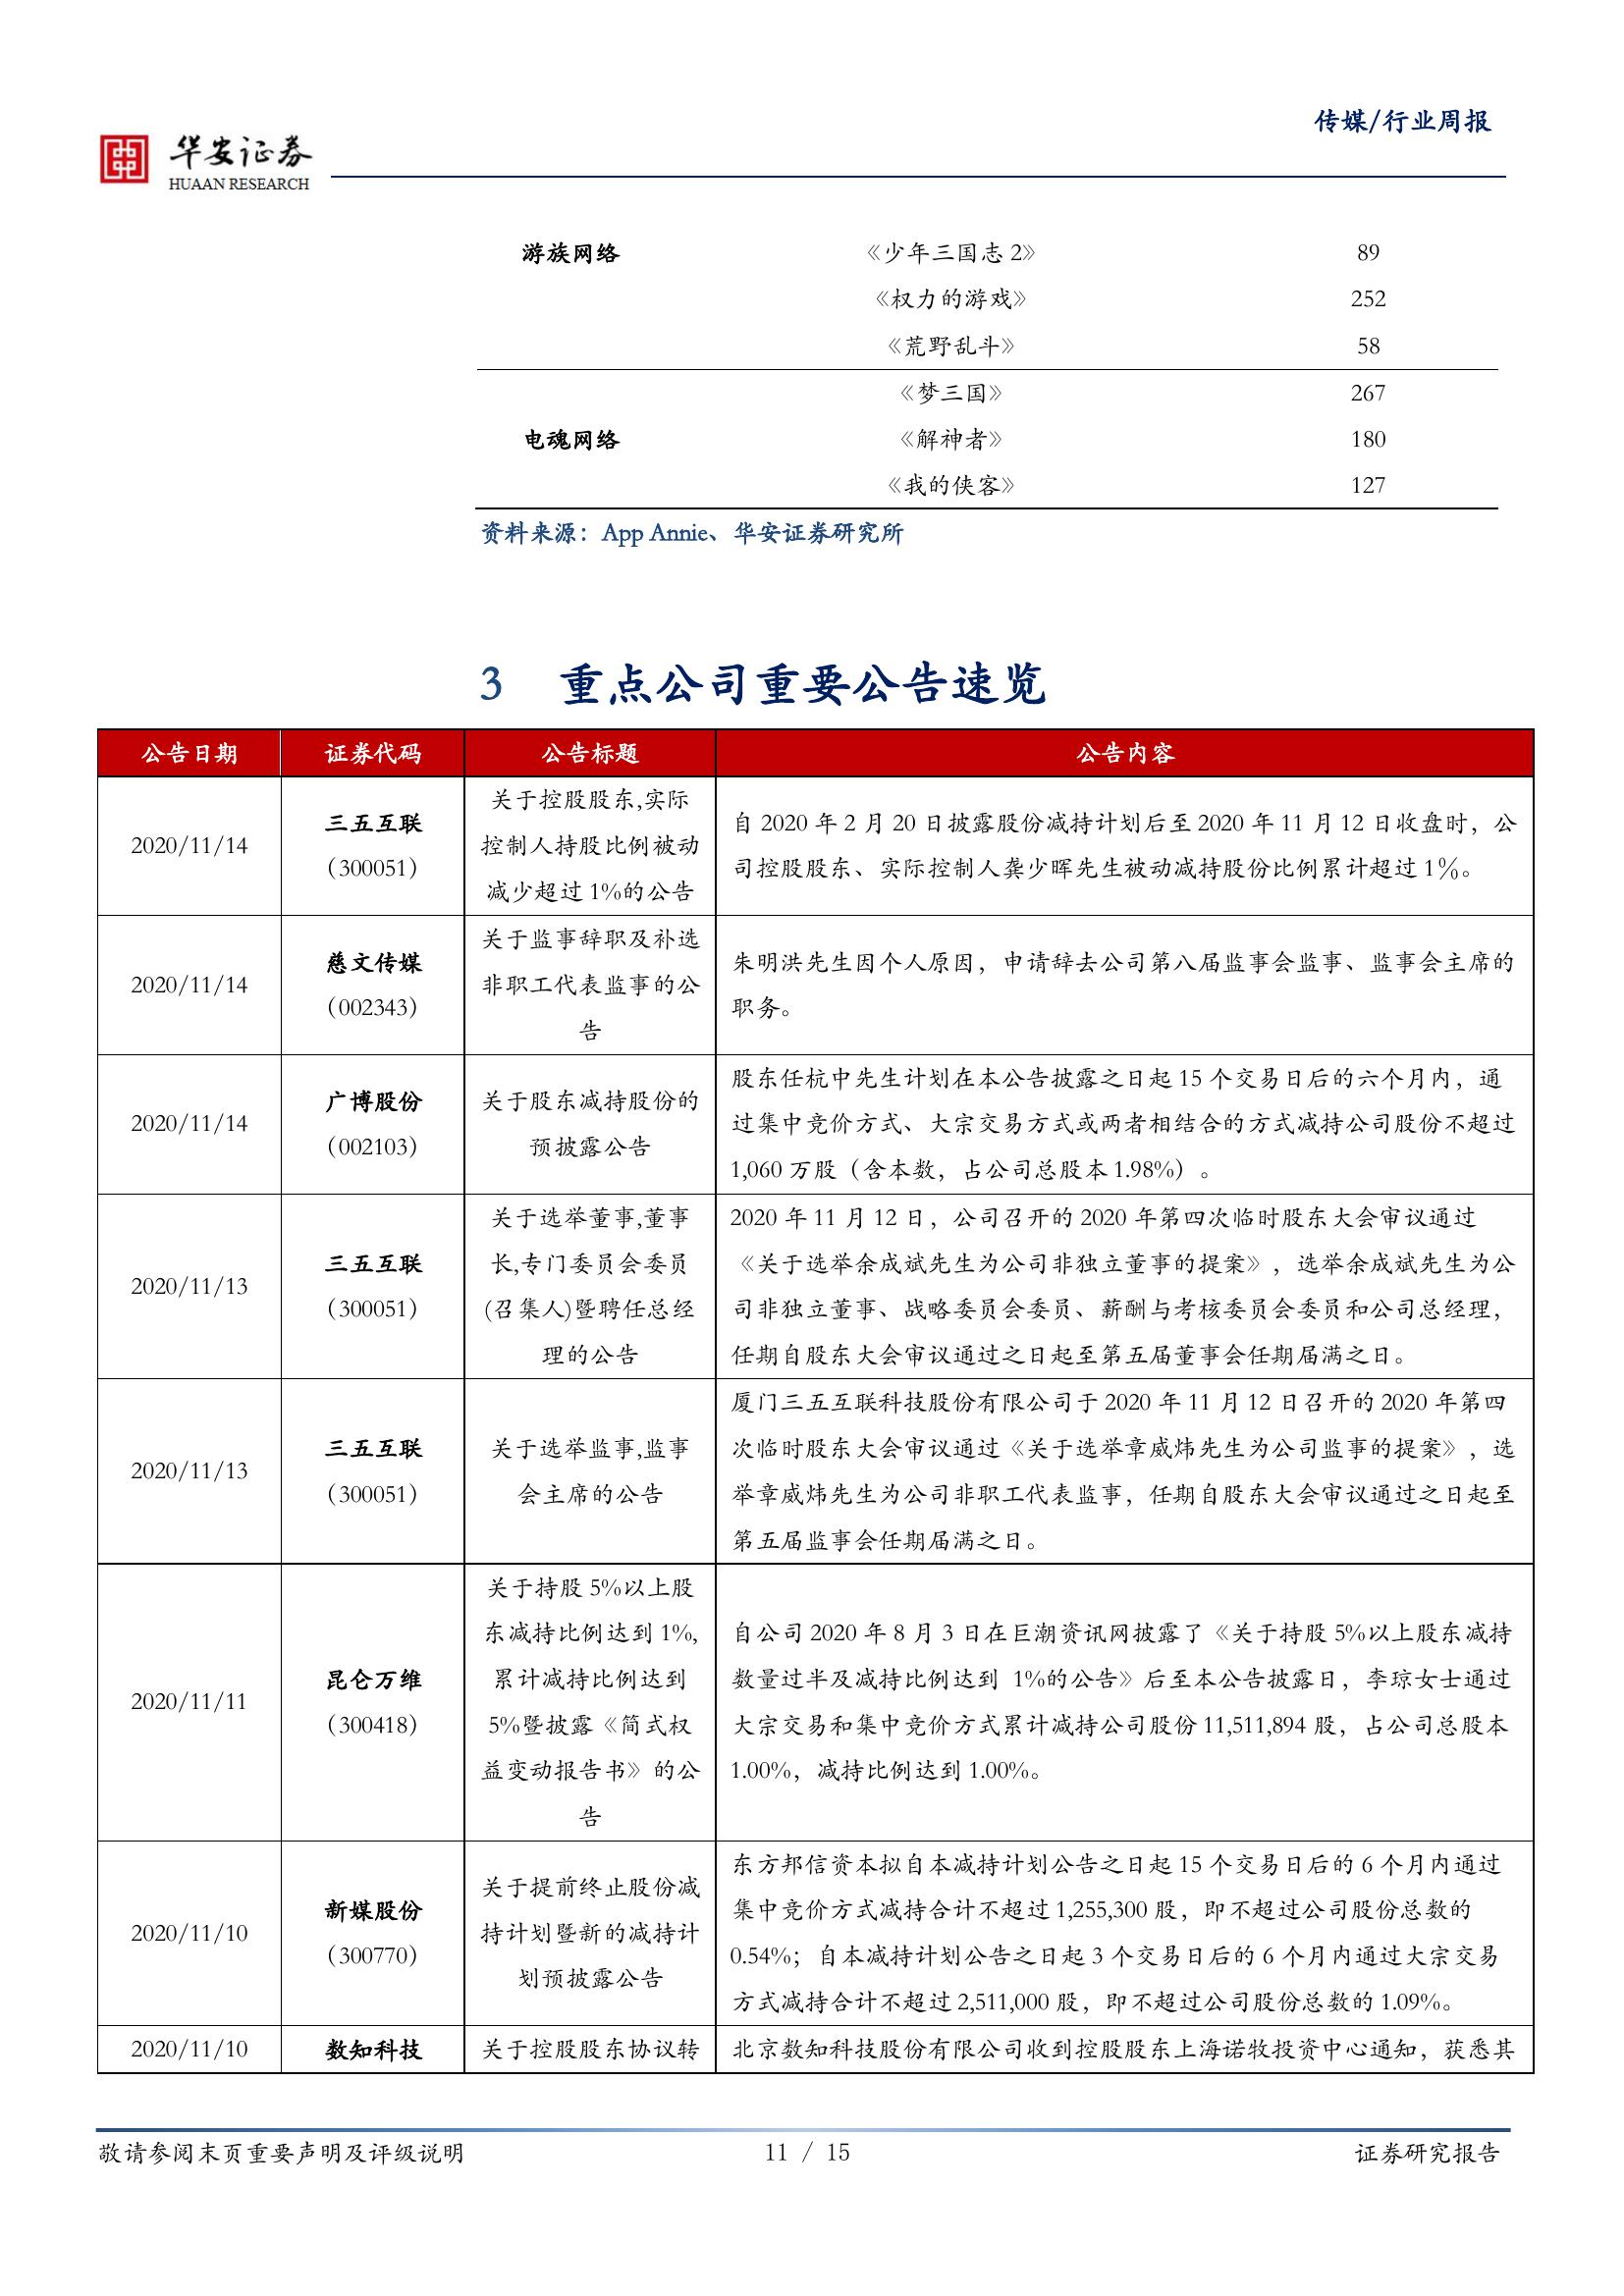 传媒/行业周报
华安证券
HUAAN RESEARCH
游族网络 《少年三国志 2》 89
《权力的游戏》 252
《荒野乱斗》 58
《梦三国》 267
电魂网络 《解神者》 180
《我的侠客》 127
资料来源：App Annie、华安证券研究所
3 重点公司重要公告速览
公告日期 证券代码 公告标题 公告内容
2020/11/14
三五互联
（300051）
关于控股股东,实际
控制人持股比例被动
减少超过 1%的公告
自 2020 年 2 月 20 日披露股份减持计划后至 2020 年 11 月 12 日收盘时，公
司控股股东、实际控制人龚少晖先生被动减持股份比例累计超过 1％。
2020/11/14
慈文传媒
（002343）
关于监事辞职及补选
非职工代表监事的公
告
朱明洪先生因个人原因，申请辞去公司第八届监事会监事、监事会主席的
职务。
2020/11/14
广博股份
（002103）
关于股东减持股份的
预披露公告
股东任杭中先生计划在本公告披露之日起 15 个交易日后的六个月内，通
过集中竞价方式、大宗交易方式或两者相结合的方式减持公司股份不超过
1,060 万股（含本数，占公司总股本 1.98%）。
2020/11/13
三五互联
（300051）
关于选举董事,董事
长,专门委员会委员
(召集人)暨聘任总经
理的公告
2020 年 11 月 12 日，公司召开的 2020 年第四次临时股东大会审议通过
《关于选举余成斌先生为公司非独立董事的提案》，选举余成斌先生为公
司非独立董事、战略委员会委员、薪酬与考核委员会委员和公司总经理，
任期自股东大会审议通过之日起至第五届董事会任期届满之日。
2020/11/13
三五互联
（300051）
关于选举监事,监事
会主席的公告
厦门三五互联科技股份有限公司于 2020 年 11 月 12 日召开的 2020 年第四
次临时股东大会审议通过《关于选举章威炜先生为公司监事的提案》，选
举章威炜先生为公司非职工代表监事，任期自股东大会审议通过之日起至
第五届监事会任期届满之日。
2020/11/11
昆仑万维
（300418）
关于持股 5%以上股
东减持比例达到 1%,
累计减持比例达到
5%暨披露《简式权
益变动报告书》的公
告
自公司 2020 年 8 月 3 日在巨潮资讯网披露了《关于持股 5%以上股东减持
数量过半及减持比例达到 1%的公告》后至本公告披露日，李琼女士通过
大宗交易和集中竞价方式累计减持公司股份 11,511,894 股，占公司总股本
1.00%，减持比例达到 1.00%。
2020/11/10
新媒股份
（300770）
关于提前终止股份减
持计划暨新的减持计
划预披露公告
东方邦信资本拟自本减持计划公告之日起 15 个交易日后的 6 个月内通过
集中竞价方式减持合计不超过 1,255,300 股，即不超过公司股份总数的
0.54%；自本减持计划公告之日起 3 个交易日后的 6 个月内通过大宗交易
方式减持合计不超过 2,511,000 股，即不超过公司股份总数的 1.09%。
2020/11/10
数知科技
关于控股股东协议转
北京数知科技股份有限公司收到控股股东上海诺牧投资中心通知，获悉其
敬请参阅末页重要声明及评级说明 11 / 15 证券研究报告